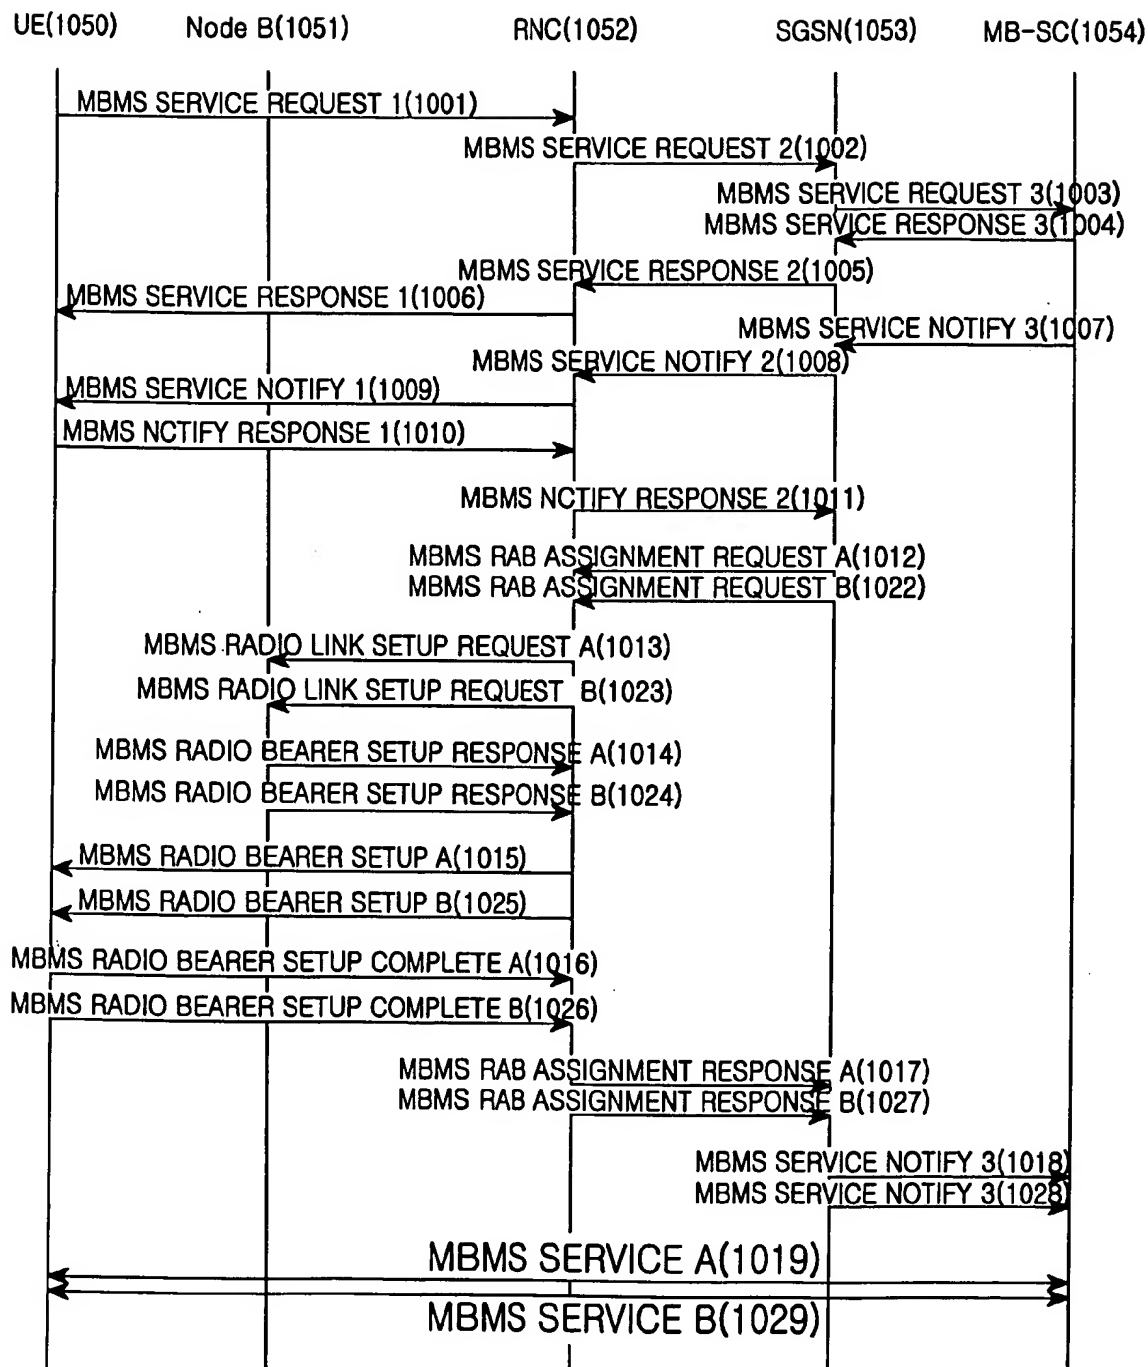 UE(1050) Node B(1051) RNC(1052) SGSN(1053) MB-SC(1054)
MBMS SERVICE REQUEST 1(1001)
MBMS SERVICE REQUEST 2(1002)
MBMS SERVICE REQUEST 3(1003)
MBMS SERVICE RESPONSE 3(1004)
MBMS SERVICE RESPONSE 2(1005)
MBMS SERVICE RESPONSE 1(1006)
MBMS SERVICE NOTIFY 3(1007)
MBMS SERVICE NOTIFY 2(1008)
MBMS SERVICE NOTIFY 1(1009)
MBMS NCTIFY RESPONSE 1(1010)
MBMS NCTIFY RESPONSE 2(1011)
MBMS RAB ASSIGNMENT REQUEST A(1012)
MBMS RAB ASSIGNMENT REQUEST B(1022)
MBMS RADIO LINK SETUP REQUEST A(1013)
MBMS RADIO LINK SETUP REQUEST B(1023)
MBMS RADIO BEARER SETUP RESPONSE A(1014)
MBMS RADIO BEARER SETUP RESPONSE B(1024)
MBMS RADIO BEARER SETUP A(1015)
MBMS RADIO BEARER SETUP B(1025)
MBMS RADIO BEARER SETUP COMPLETE A(1016)
MBMS RADIO BEARER SETUP COMPLETE B(1026)
MBMS RAB ASSIGNMENT RESPONSE A(1017)
MBMS RAB ASSIGNMENT RESPONSE B(1027)
MBMS SERVICE NOTIFY 3(1018)
MBMS SERVICE NOTIFY 3(1028)
MBMS SERVICE A(1019)
MBMS SERVICE B(1029)